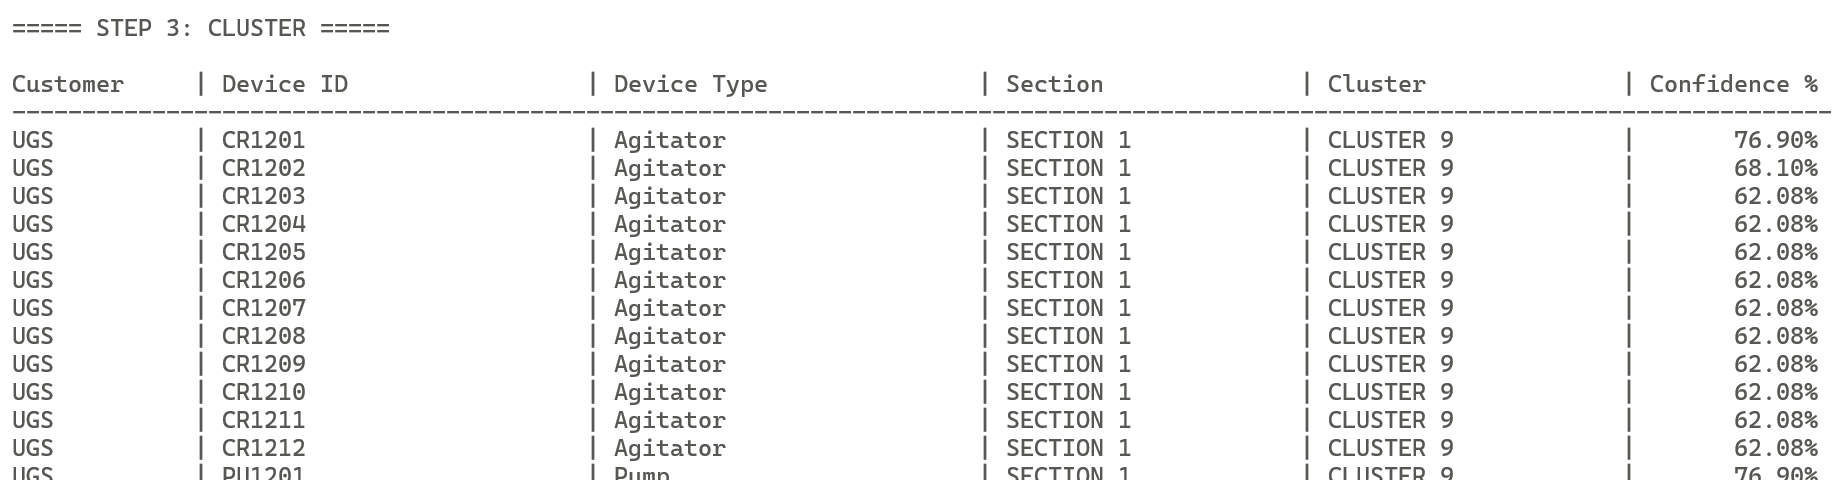 ===== STEP 3: CLUSTER =====
Customer | Device ID | Device Type | Section | Cluster | Confidence %
----------------------------------------------------------------------------------------------------------------------------------
UGS | CR1201 | Agitator | SECTION 1 | CLUSTER 9 | 76.90%
UGS | CR1202 | Agitator | SECTION 1 | CLUSTER 9 | 68.10%
UGS | CR1203 | Agitator | SECTION 1 | CLUSTER 9 | 62.08%
UGS | CR1204 | Agitator | SECTION 1 | CLUSTER 9 | 62.08%
UGS | CR1205 | Agitator | SECTION 1 | CLUSTER 9 | 62.08%
UGS | CR1206 | Agitator | SECTION 1 | CLUSTER 9 | 62.08%
UGS | CR1207 | Agitator | SECTION 1 | CLUSTER 9 | 62.08%
UGS | CR1208 | Agitator | SECTION 1 | CLUSTER 9 | 62.08%
UGS | CR1209 | Agitator | SECTION 1 | CLUSTER 9 | 62.08%
UGS | CR1210 | Agitator | SECTION 1 | CLUSTER 9 | 62.08%
UGS | CR1211 | Agitator | SECTION 1 | CLUSTER 9 | 62.08%
UGS | CR1212 | Agitator | SECTION 1 | CLUSTER 9 | 62.08%
UGS | PU1201 | Pump | SECTION 1 | CLUSTER 9 | 76.90%